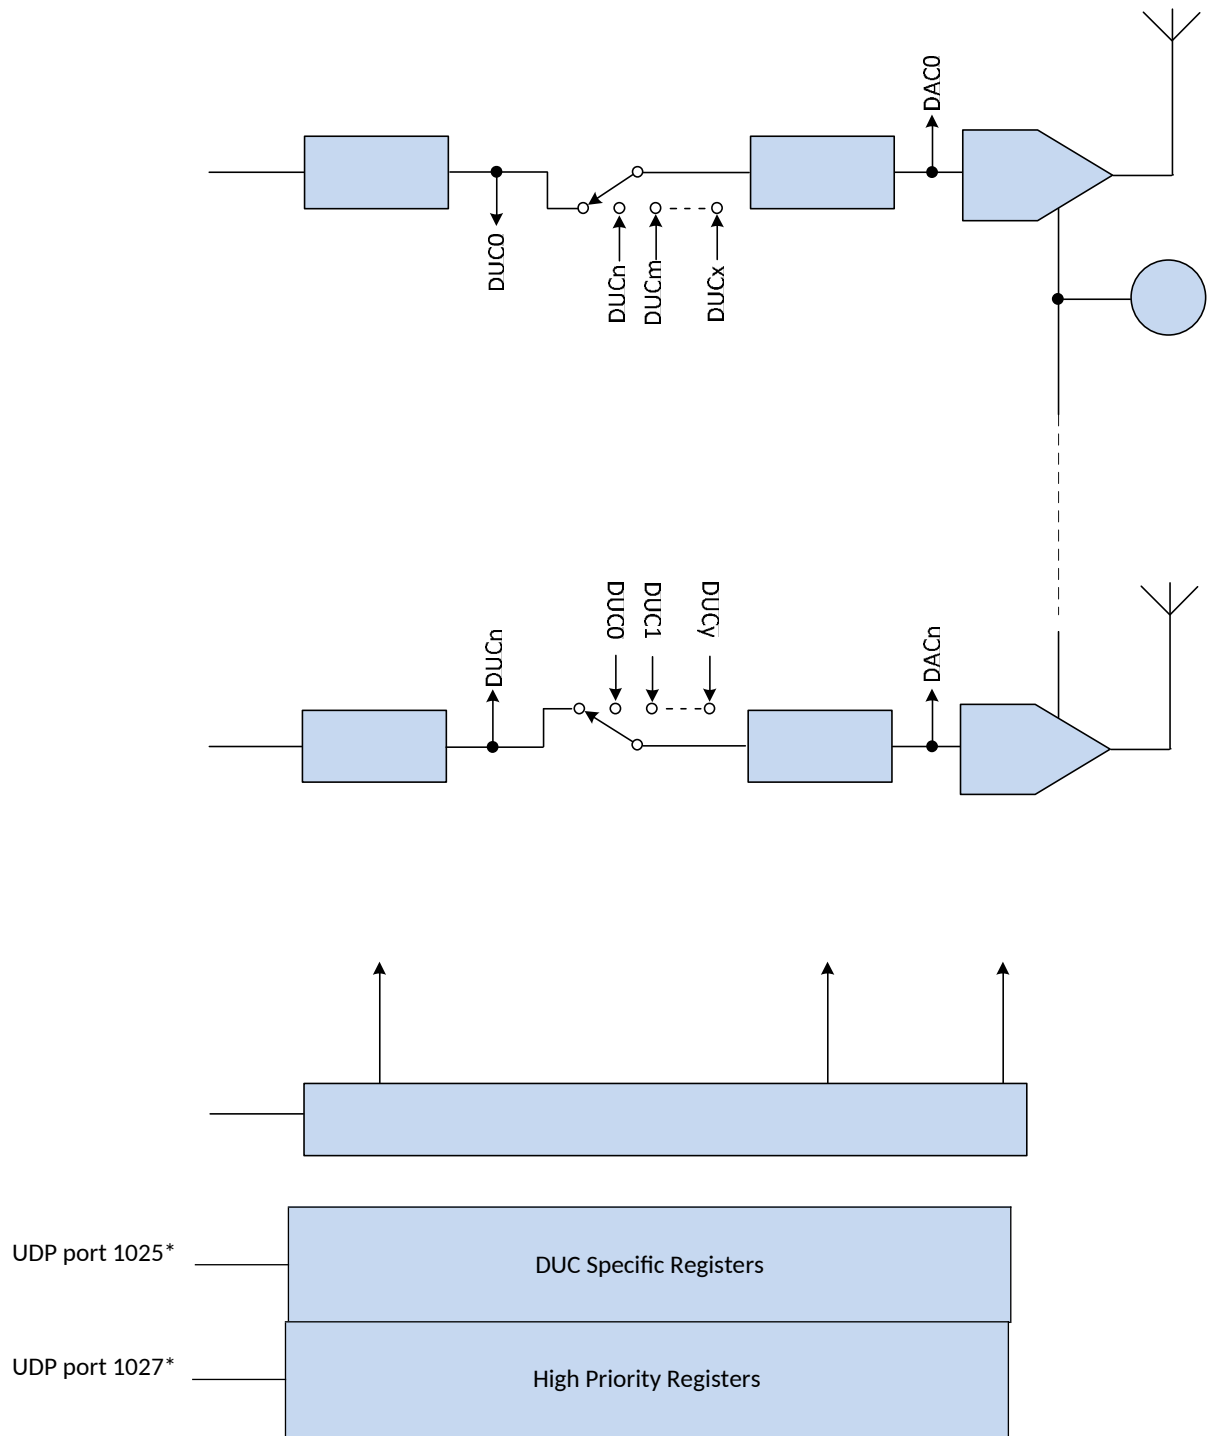 DAC0
DUC0
DUCn
DUCm
DUCx
DUC0
DUC1
DUCy
DUCn
DACn
UDP port 1025*
DUC Specific Registers
UDP port 1027*
High Priority Registers